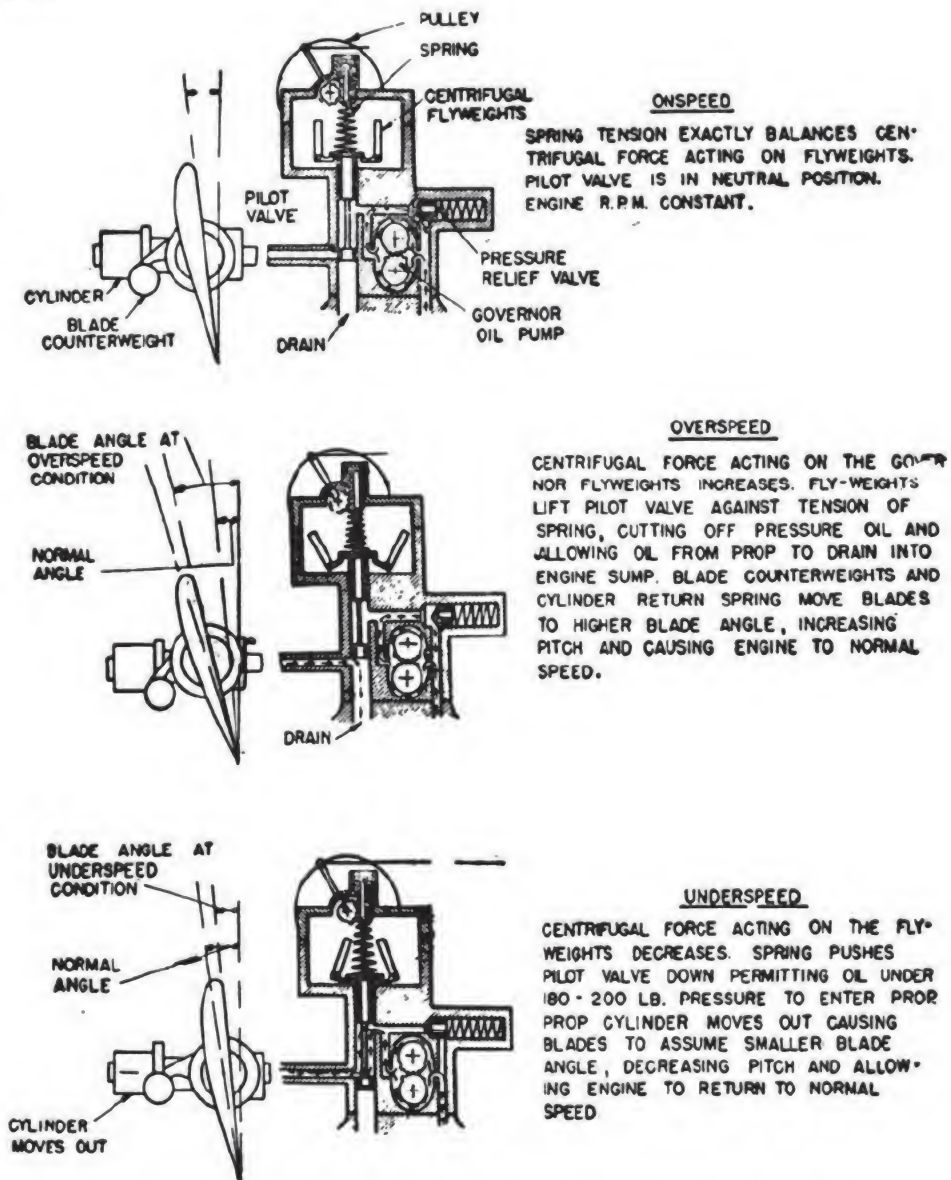 PULLEY
SPRING
CENTRIFUGAL
FLYWEIGHTS
PILOT
VALVE
PRESSURE
RELIEF VALVE
GOVERNOR
OIL PUMP
DRAIN
CYLINDER
BLADE
COUNTERWEIGHT
ONSPEED
SPRING TENSION EXACTLY BALANCES CEN-
TRIFUGAL FORCE ACTING ON FLYWEIGHTS.
PILOT VALVE IS IN NEUTRAL POSITION.
ENGINE R.P.M. CONSTANT.
BLADE ANGLE AT
OVERSPEED
CONDITION
NORMAL
ANGLE
DRAIN
OVERSPEED
CENTRIFUGAL FORCE ACTING ON THE GOVER
NOR FLYWEIGHTS INCREASES. FLY-WEIGHTS
LIFT PILOT VALVE AGAINST TENSION OF
SPRING, CUTTING OFF PRESSURE OIL AND
ALLOWING OIL FROM PROP TO DRAIN INTO
ENGINE SUMP. BLADE COUNTERWEIGHTS AND
CYLINDER RETURN SPRING MOVE BLADES
TO HIGHER BLADE ANGLE, INCREASING
PITCH AND CAUSING ENGINE TO NORMAL
SPEED.
BLADE ANGLE AT
UNDERSPEED
CONDITION
NORMAL
ANGLE
CYLINDER
MOVES OUT
UNDERSPEED
CENTRIFUGAL FORCE ACTING ON THE FLY-
WEIGHTS DECREASES. SPRING PUSHES
PILOT VALVE DOWN PERMITTING OIL UNDER
180 - 200 LB. PRESSURE TO ENTER PROP
PROP CYLINDER MOVES OUT CAUSING
BLADES TO ASSUME SMALLER BLADE
ANGLE, DECREASING PITCH AND ALLOW-
ING ENGINE TO RETURN TO NORMAL
SPEED